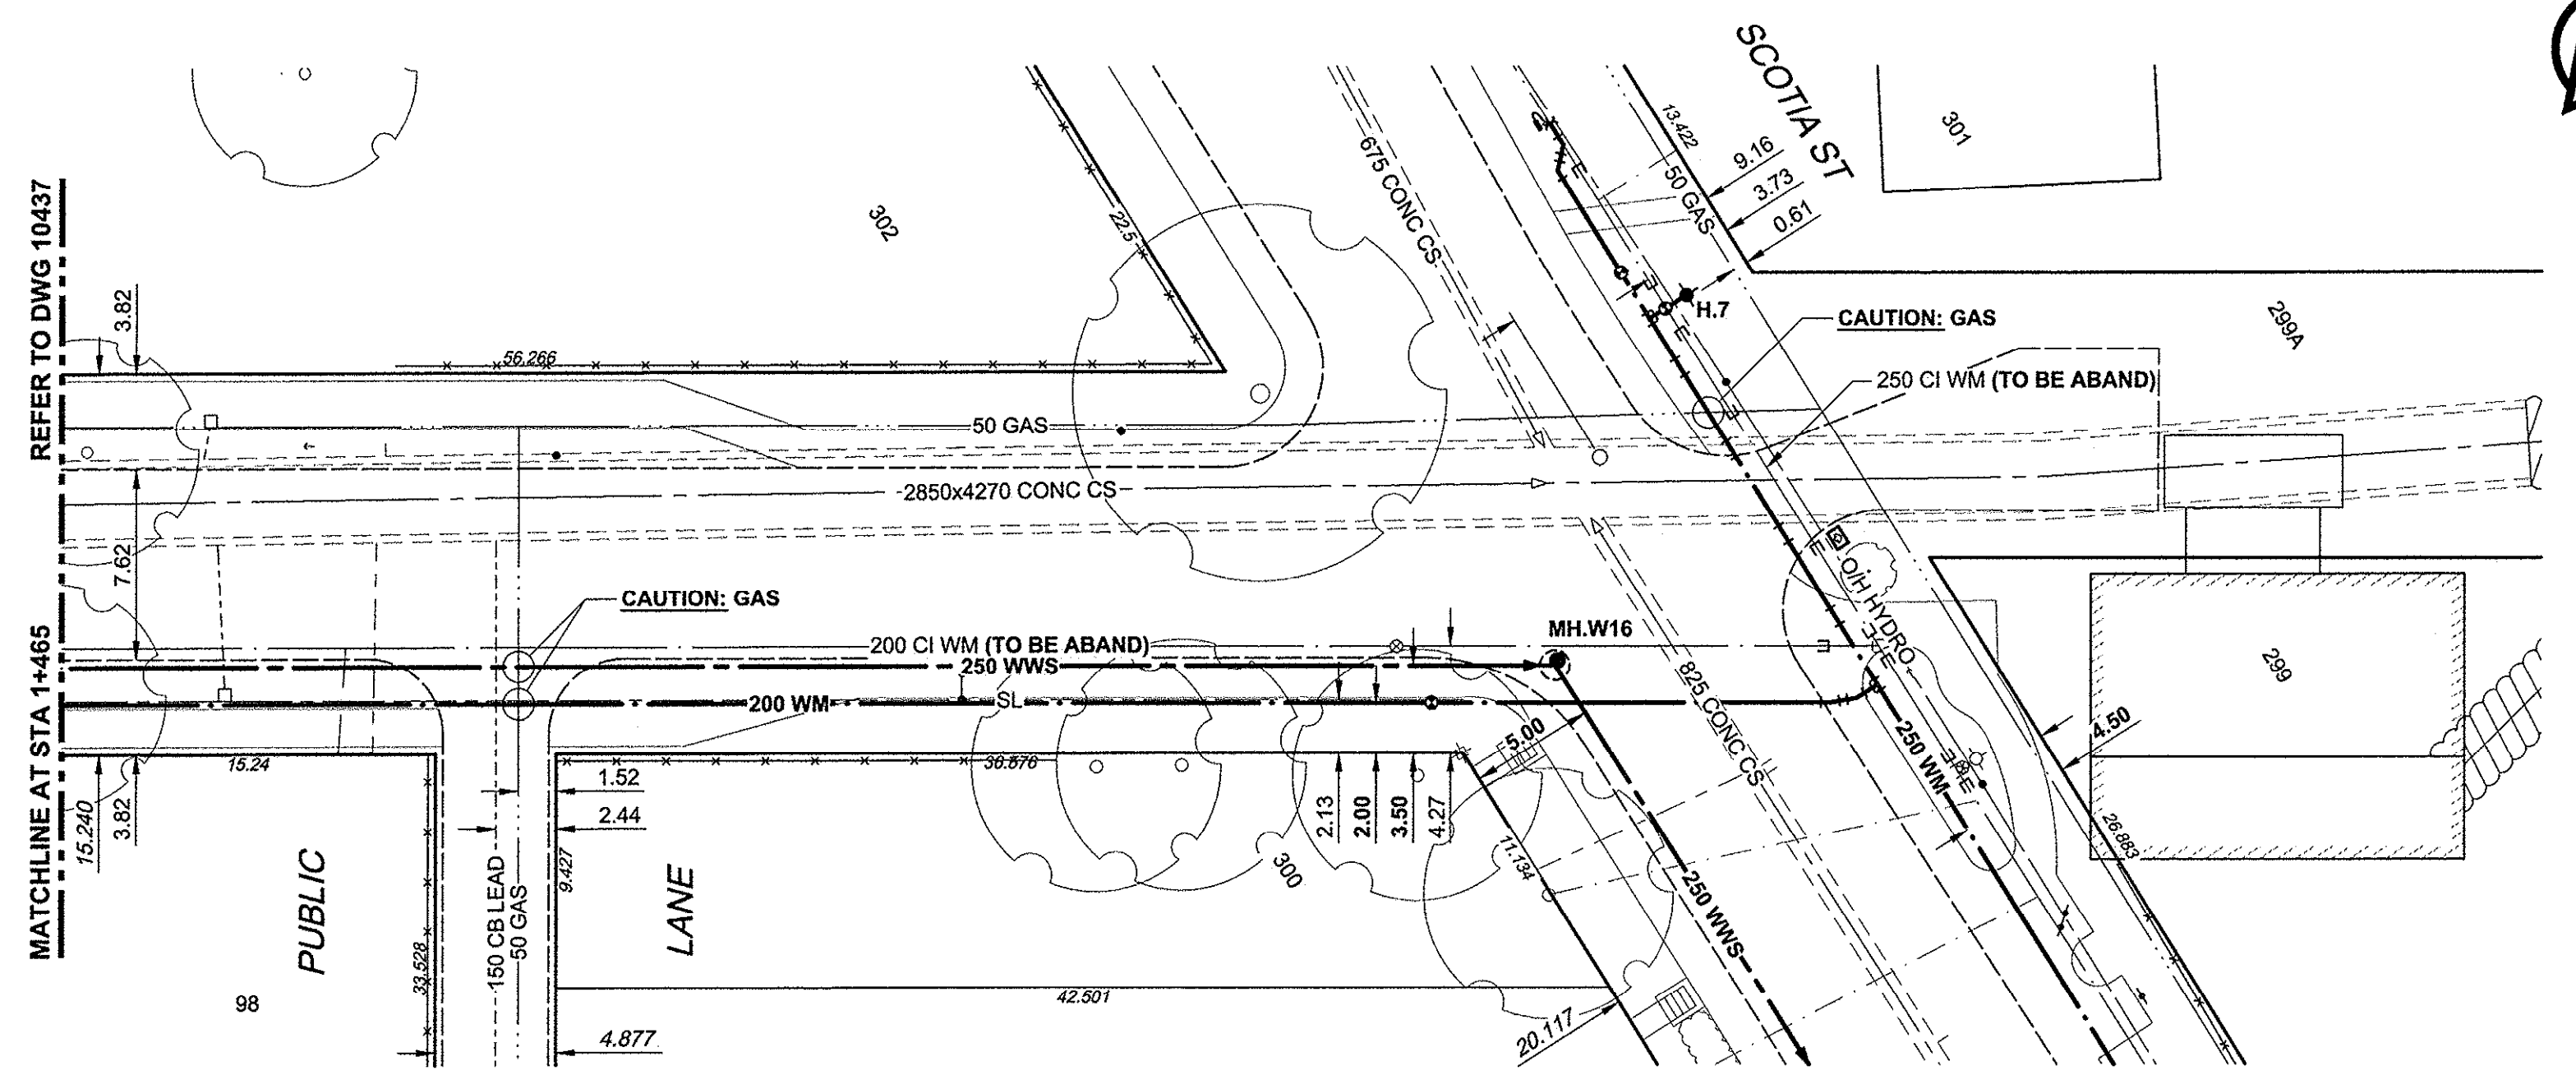 REFER TO DWG 10437
MATCHLINE AT STA 1+465
SCOTIA ST
302
301
13.422
9.16
3.73
0.61
50 GAS
675 CONC CS
22.5
3.82
56.266
H.7
CAUTION: GAS
299A
250 CI WM (TO BE ABAND)
50 GAS
2850x4270 CONC CS
7.62
CAUTION: GAS
O/H HYDRO
200 CI WM (TO BE ABAND)
MH.W16
250 WWS
200 WM
SL
825 CONC CS
299
5.00
250 WM
4.50
15.24
36.576
1.52
2.44
15.240
3.82
2.13
2.00
3.50
4.27
11.134
26.883
PUBLIC
LANE
150 CB LEAD
50 GAS
9.427
300
250 WWS
33.528
98
42.501
4.877
20.117
E
E
E
E
E
E